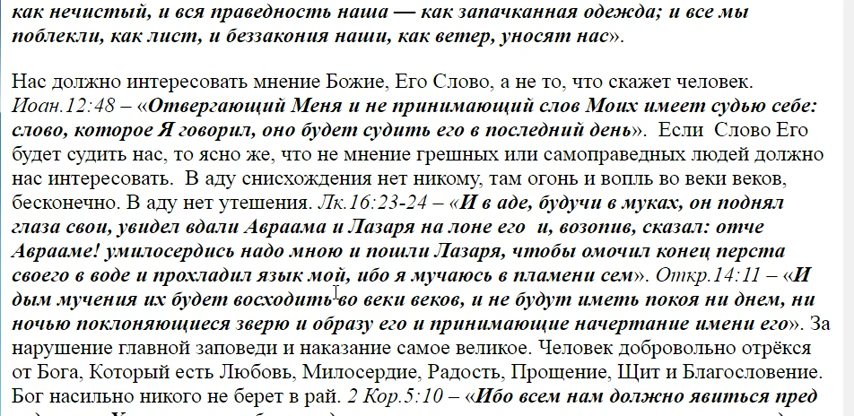 как нечистый, и вся праведность наша — как запачканная одежда; и все мы
поблекли, как лист, и беззакония наши, как ветер, уносят нас».
Нас должно интересовать мнение Божие, Его Слово, а не то, что скажет человек.
Иоан.12:48 – «Отвергающий Меня и не принимающий слов Моих имеет судью себе:
слово, которое Я говорил, оно будет судить его в последний день». Если Слово Его
будет судить нас, то ясно же, что не мнение грешных или самоправедных людей должно
нас интересовать. В аду снисхождения нет никому, там огонь и вопль во веки веков,
бесконечно. В аду нет утешения. Лк.16:23-24 – «И в аде, будучи в муках, он поднял
глаза свои, увидел вдали Авраама и Лазаря на лоне его и, возопив, сказал: отче
Аврааме! умилосердись надо мною и пошли Лазаря, чтобы омочил конец перста
своего в воде и прохладил язык мой, ибо я мучаюсь в пламени сем». Откр.14:11 – «И
дым мучения их будет восходить во веки веков, и не будут иметь покоя ни днем, ни
ночью поклоняющиеся зверю и образу его и принимающие начертание имени его». За
нарушение главной заповеди и наказание самое великое. Человек добровольно отрёкся
от Бога, Который есть Любовь, Милосердие, Радость, Прощение, Щит и Благословение.
Бог насильно никого не берет в рай. 2 Кор.5:10 – «Ибо всем нам должно явиться пред